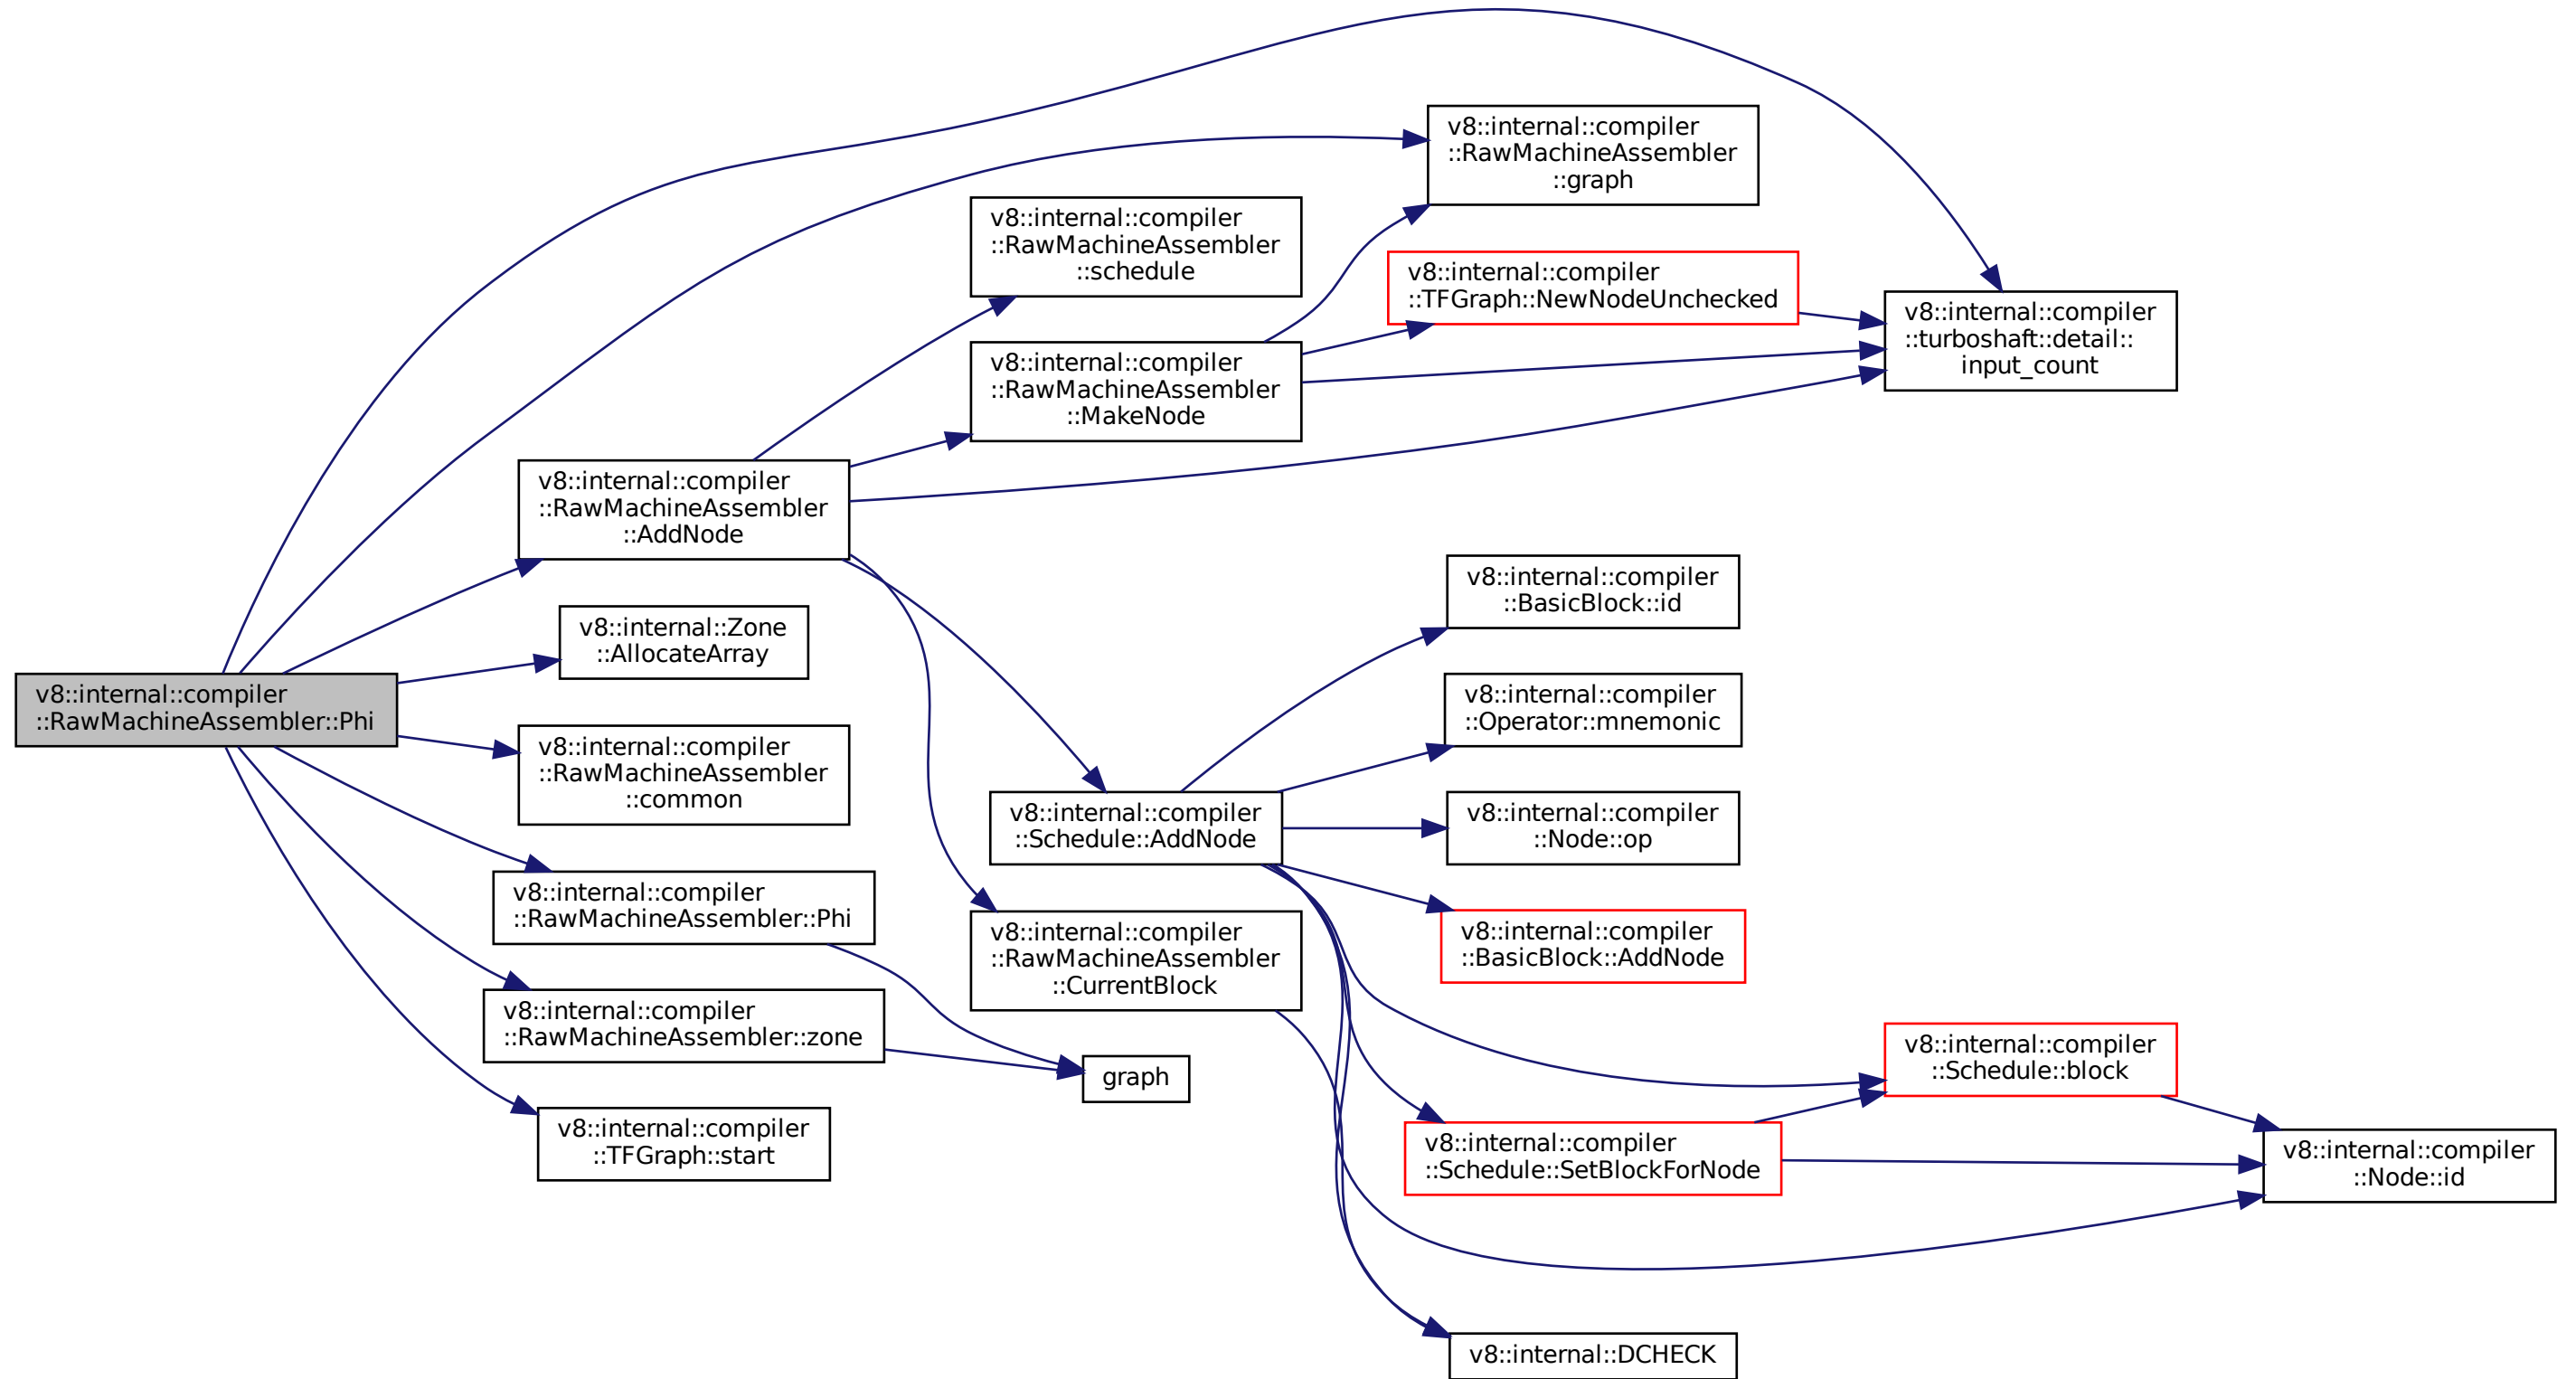 v8::internal::compiler
::RawMachineAssembler::Phi
v8::internal::compiler
::RawMachineAssembler
::AddNode
v8::internal::Zone
::AllocateArray
v8::internal::compiler
::RawMachineAssembler
::common
v8::internal::compiler
::RawMachineAssembler::Phi
v8::internal::compiler
::RawMachineAssembler::zone
v8::internal::compiler
::TFGraph::start
v8::internal::compiler
::RawMachineAssembler
::schedule
v8::internal::compiler
::RawMachineAssembler
::MakeNode
v8::internal::compiler
::Schedule::AddNode
v8::internal::compiler
::RawMachineAssembler
::CurrentBlock
graph
v8::internal::compiler
::RawMachineAssembler
::graph
v8::internal::compiler
::TFGraph::NewNodeUnchecked
v8::internal::compiler
::BasicBlock::id
v8::internal::compiler
::Operator::mnemonic
v8::internal::compiler
::Node::op
v8::internal::compiler
::BasicBlock::AddNode
v8::internal::compiler
::Schedule::SetBlockForNode
v8::internal::DCHECK
v8::internal::compiler
::turboshaft::detail::
input_count
v8::internal::compiler
::Schedule::block
v8::internal::compiler
::Node::id